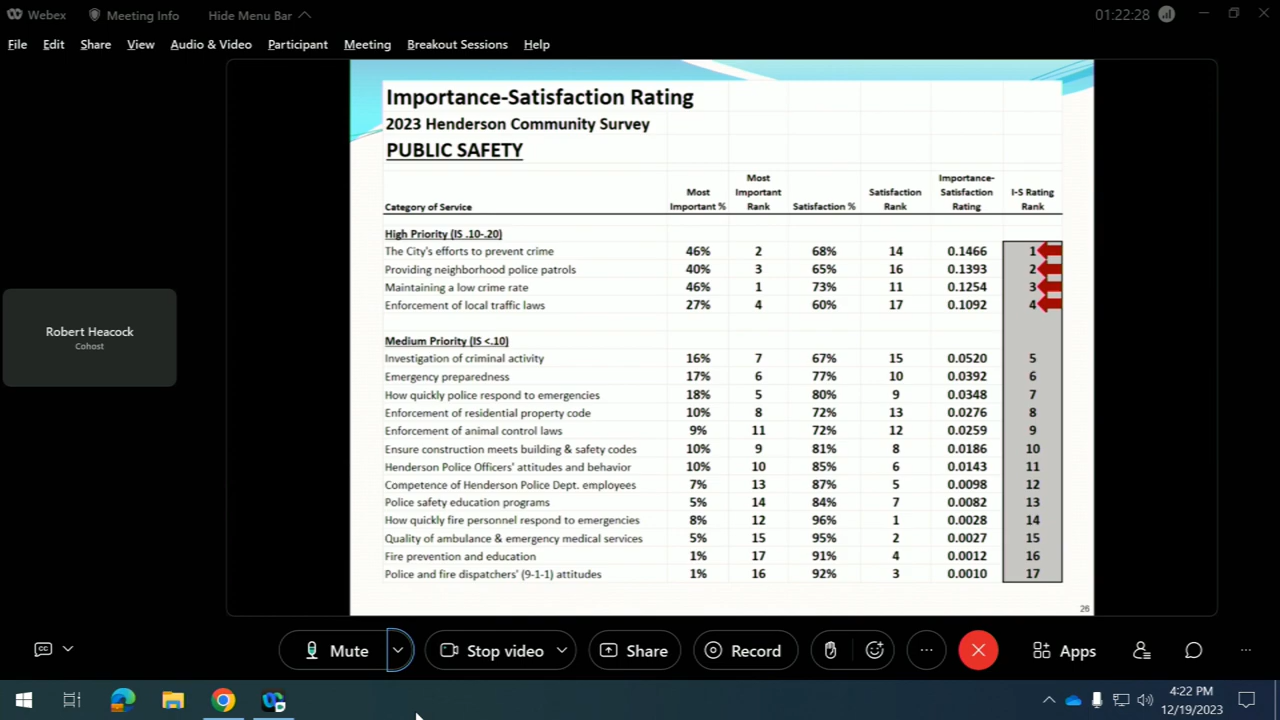 Webex Meeting Info Hide Menu Bar 01:22:28
File Edit Share View Audio & Video Participant Meeting Breakout Sessions Help
Importance-Satisfaction Rating
2023 Henderson Community Survey
PUBLIC SAFETY
Category of Service Most Important % Most Important Rank Satisfaction % Satisfaction Rank Importance-Satisfaction Rating I-S Rating Rank
High Priority (IS .10-.20)
The City's efforts to prevent crime 46% 2 68% 14 0.1466 1
Providing neighborhood police patrols 40% 3 65% 16 0.1393 2
Maintaining a low crime rate 46% 1 73% 11 0.1254 3
Enforcement of local traffic laws 27% 4 60% 17 0.1092 4
Medium Priority (IS <.10)
Investigation of criminal activity 16% 7 67% 15 0.0520 5
Emergency preparedness 17% 6 77% 10 0.0392 6
How quickly police respond to emergencies 18% 5 80% 9 0.0348 7
Enforcement of residential property code 10% 8 72% 13 0.0276 8
Enforcement of animal control laws 9% 11 72% 12 0.0259 9
Ensure construction meets building & safety codes 10% 9 81% 8 0.0186 10
Henderson Police Officers' attitudes and behavior 10% 10 85% 6 0.0143 11
Competence of Henderson Police Dept. employees 7% 13 87% 5 0.0098 12
Police safety education programs 5% 14 84% 7 0.0082 13
How quickly fire personnel respond to emergencies 8% 12 96% 1 0.0028 14
Quality of ambulance & emergency medical services 5% 15 95% 2 0.0027 15
Fire prevention and education 1% 17 91% 4 0.0012 16
Police and fire dispatchers' (9-1-1) attitudes 1% 16 92% 3 0.0010 17
26
Robert Heacock
Cohost
CC Mute Stop video Share Record Apps
4:22 PM
12/19/2023